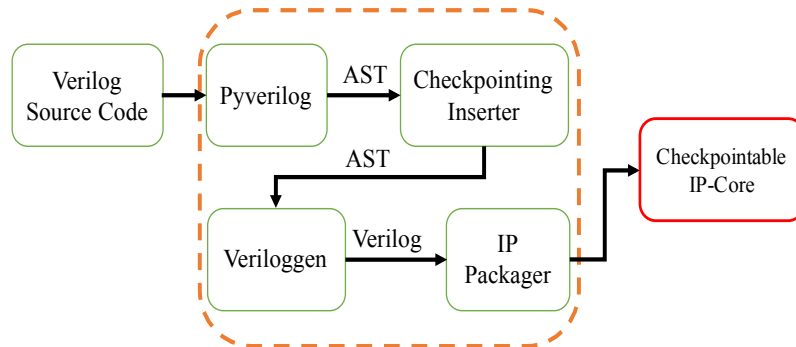 Verilog
Source Code
Pyverilog
AST
Checkpointing
Inserter
AST
Veriloggen
Verilog
IP
Packager
Checkpointable
IP-Core